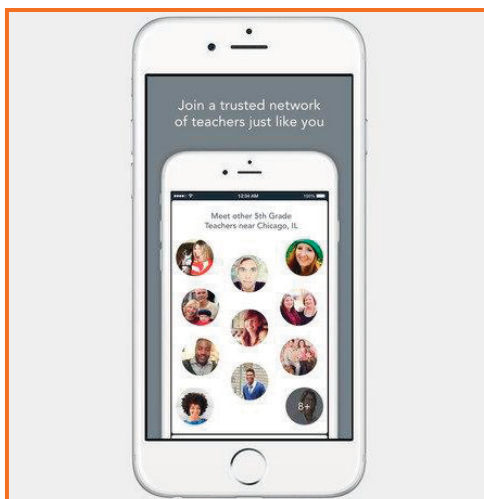 Join a trusted network
of teachers just like you
12:04 AM
100%
Meet other 5th Grade
Teachers near Chicago, IL
8+